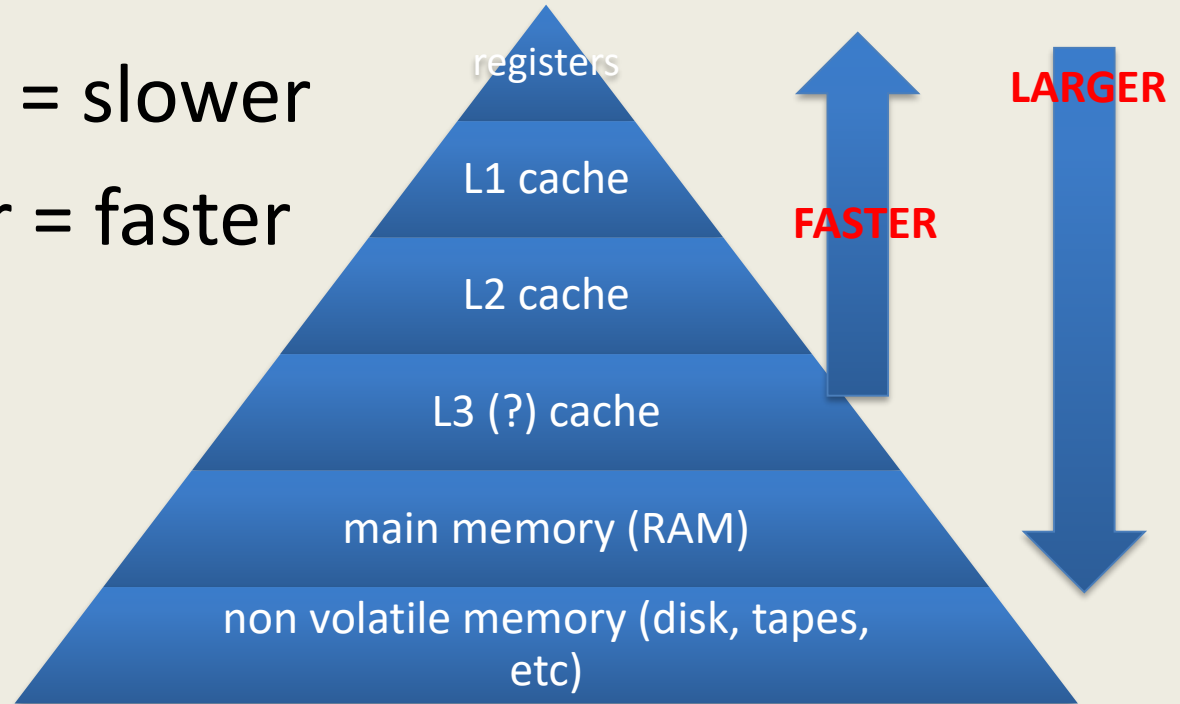 = slower
r = faster
registers
L1 cache
L2 cache
L3 (?) cache
main memory (RAM)
non volatile memory (disk, tapes,
etc)
FASTER
LARGER